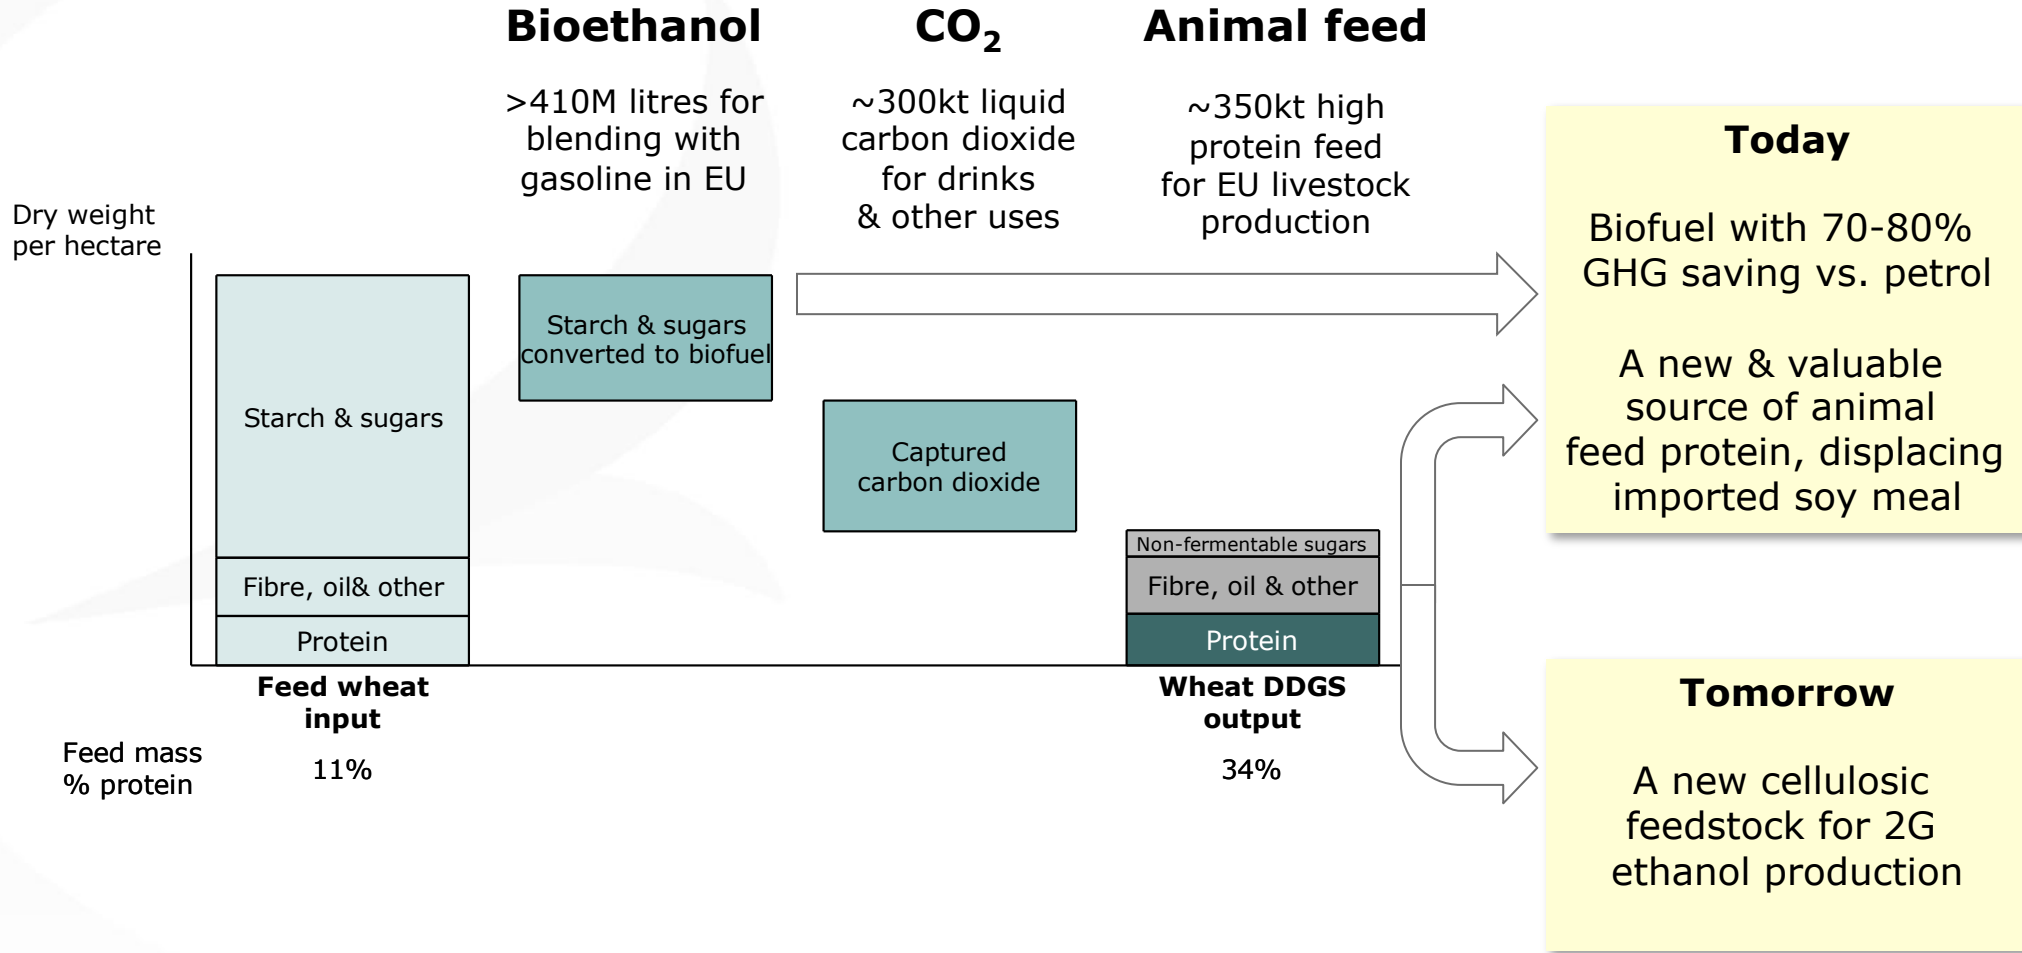 Bioethanol
>410M litres for
blending with
gasoline in EU
CO₂
~300kt liquid
carbon dioxide
for drinks
& other uses
Animal feed
~350kt high
protein feed
for EU livestock
production
Dry weight
per hectare
Starch & sugars
Fibre, oil& other
Protein
Feed wheat
input
Starch & sugars
converted to biofuel
Captured
carbon dioxide
Non-fermentable sugars
Fibre, oil & other
Protein
Wheat DDGS
output
Feed mass
% protein
11%
34%
Today
Biofuel with 70-80%
GHG saving vs. petrol
A new & valuable
source of animal
feed protein, displacing
imported soy meal
Tomorrow
A new cellulosic
feedstock for 2G
ethanol production